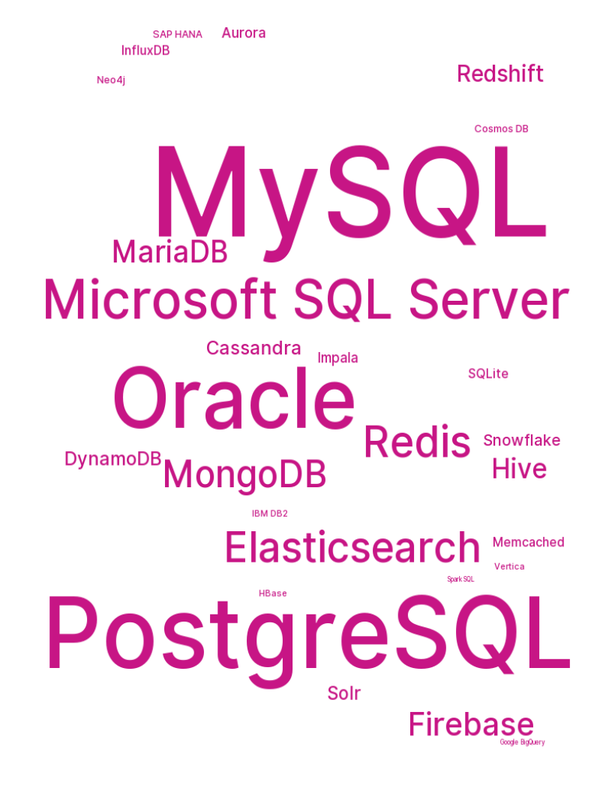 SAP HANA
Aurora
InfluxDB
Redshift
Neo4j
Cosmos DB
MySQL
MariaDB
Microsoft SQL Server
Cassandra
Impala
SQLite
Oracle
Redis
Snowflake
DynamoDB
MongoDB
Hive
IBM DB2
Elasticsearch
Memcached
Vertica
Spark SQL
HBase
PostgreSQL
Solr
Firebase
Google BigQuery